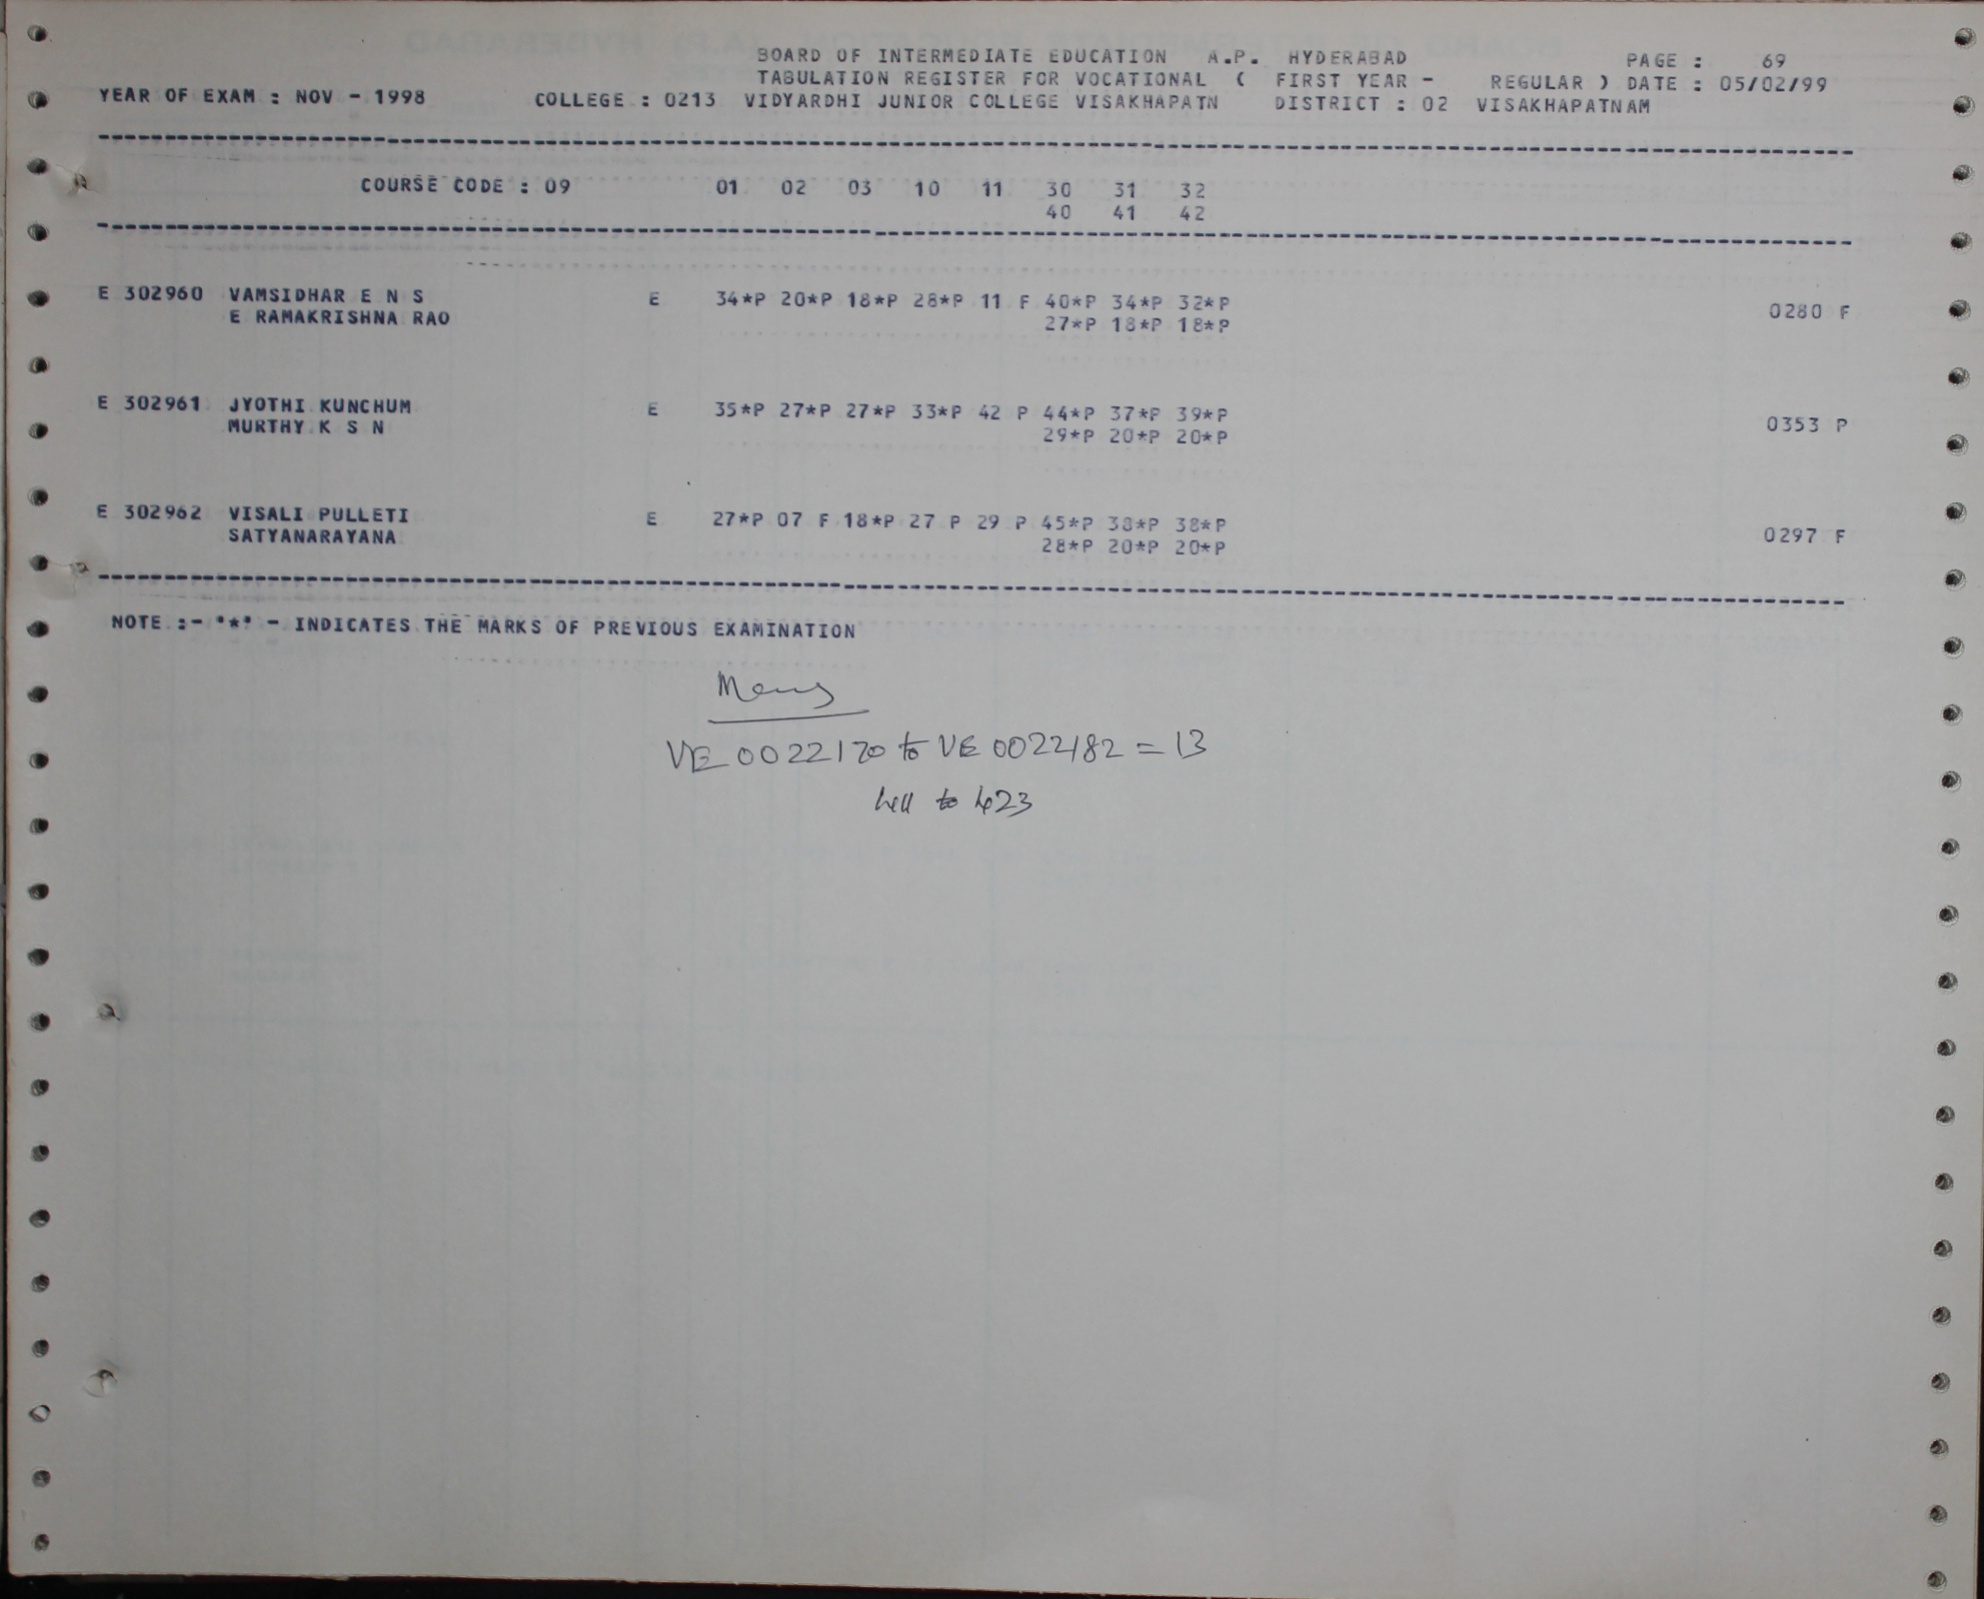 BOARD OF INTERMEDIATE EDUCATION A.P. HYDERABAD PAGE : 69
TABULATION REGISTER FOR VOCATIONAL ( FIRST YEAR - REGULAR ) DATE : 05/02/99
YEAR OF EXAM : NOV - 1998 COLLEGE : 0213 VIDYARDHI JUNIOR COLLEGE VISAKHAPATN DISTRICT : 02 VISAKHAPATNAM
COURSE CODE : 09 01 02 03 10 11 30 31 32
40 41 42
E 302960 VAMSIDHAR E N S E 34*P 20*P 18*P 28*P 11 F 40*P 34*P 32*P 0280 F
E RAMAKRISHNA RAO 27*P 18*P 18*P
E 302961 JYOTHI KUNCHUM E 35*P 27*P 27*P 33*P 42 P 44*P 37*P 39*P 0353 P
MURTHY K S N 29*P 20*P 20*P
E 302962 VISALI PULLETI E 27*P 07 F 18*P 27 P 29 P 45*P 38*P 38*P 0297 F
SATYANARAYANA 28*P 20*P 20*P
NOTE :- '*' - INDICATES THE MARKS OF PREVIOUS EXAMINATION
VE 0022170 to VE 0022182 = 13
to 423